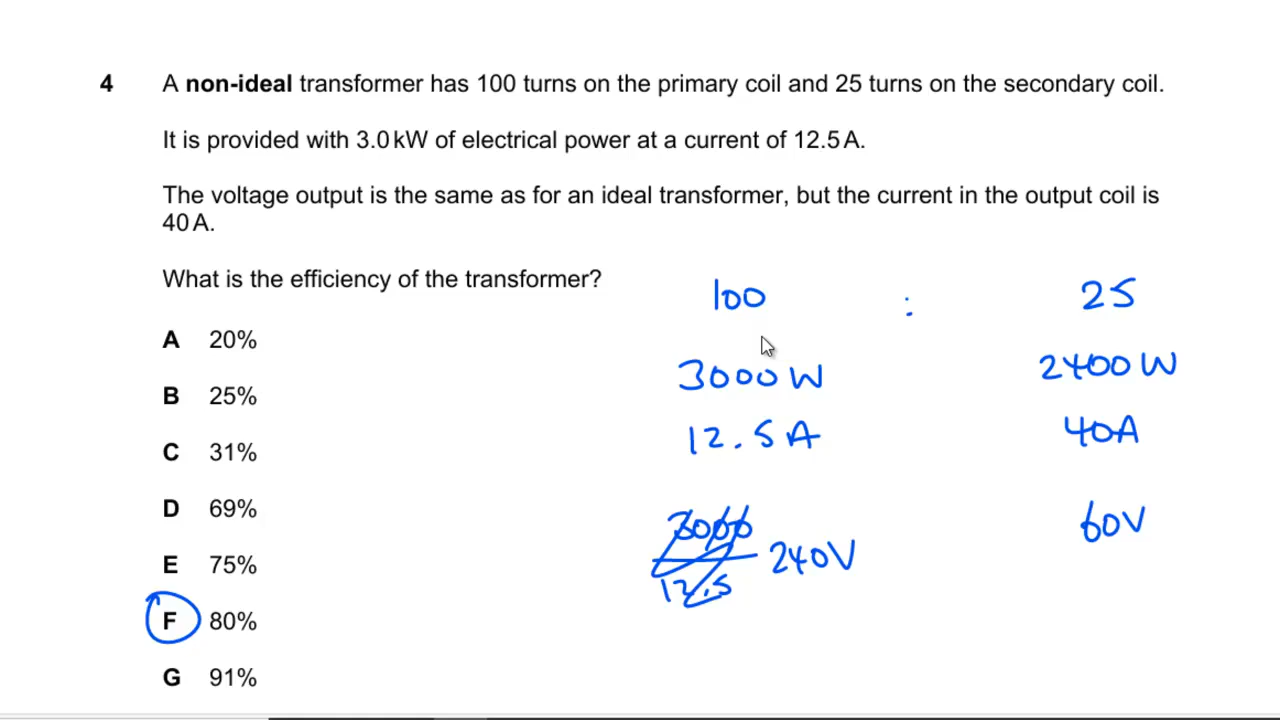 4 A non-ideal transformer has 100 turns on the primary coil and 25 turns on the secondary coil.
It is provided with 3.0 kW of electrical power at a current of 12.5 A.
The voltage output is the same as for an ideal transformer, but the current in the output coil is
40 A.
What is the efficiency of the transformer?
100 : 25
A 20%
3000 W 2400 W
B 25%
12.5 A 40A
C 31%
D 69%
3000
12.5
240V 60V
E 75%
F 80%
G 91%